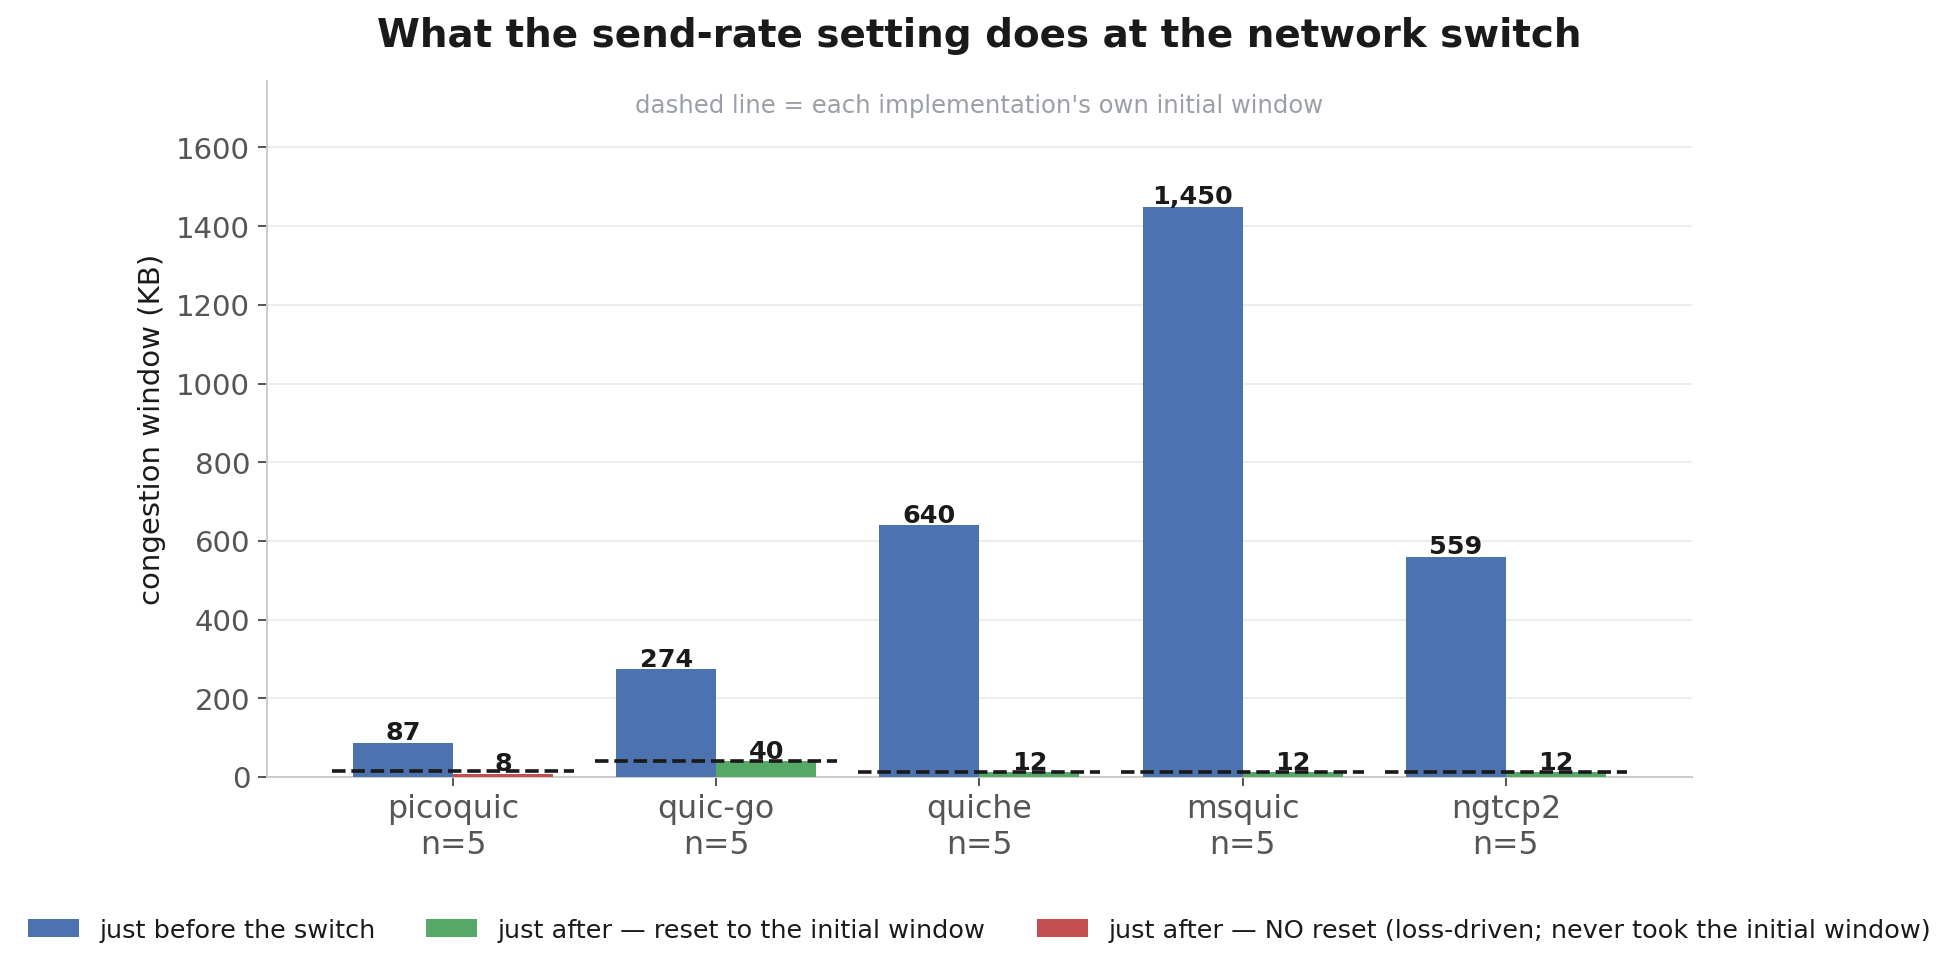 What the send-rate setting does at the network switch
dashed line = each implementation's own initial window
congestion window (KB)
1600
1400
1200
1000
800
600
400
200
0
87
8
274
40
640
12
1,450
12
559
12
picoquic
n=5
quic-go
n=5
quiche
n=5
msquic
n=5
ngtcp2
n=5
just before the switch
just after — reset to the initial window
just after — NO reset (loss-driven; never took the initial window)